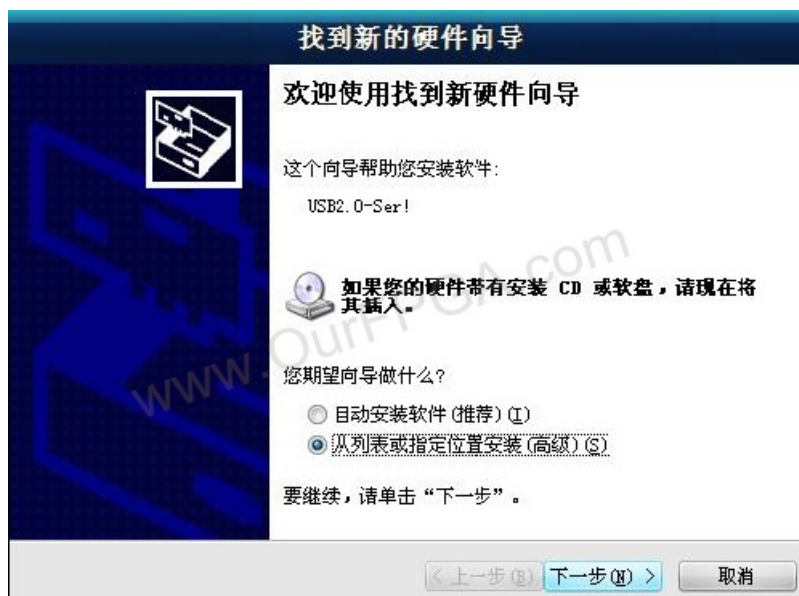 找到新的硬件向导
欢迎使用找到新硬件向导
这个向导帮助您安装软件:
USB2.0-Ser!
如果您的硬件带有安装 CD 或软盘，请现在将
其插入。
www.OurFPGA.com
您期望向导做什么?
自动安装软件(推荐)(I)
从列表或指定位置安装(高级)(S)
要继续，请单击“下一步”。
<上一步(B) 下一步(N) > 取消